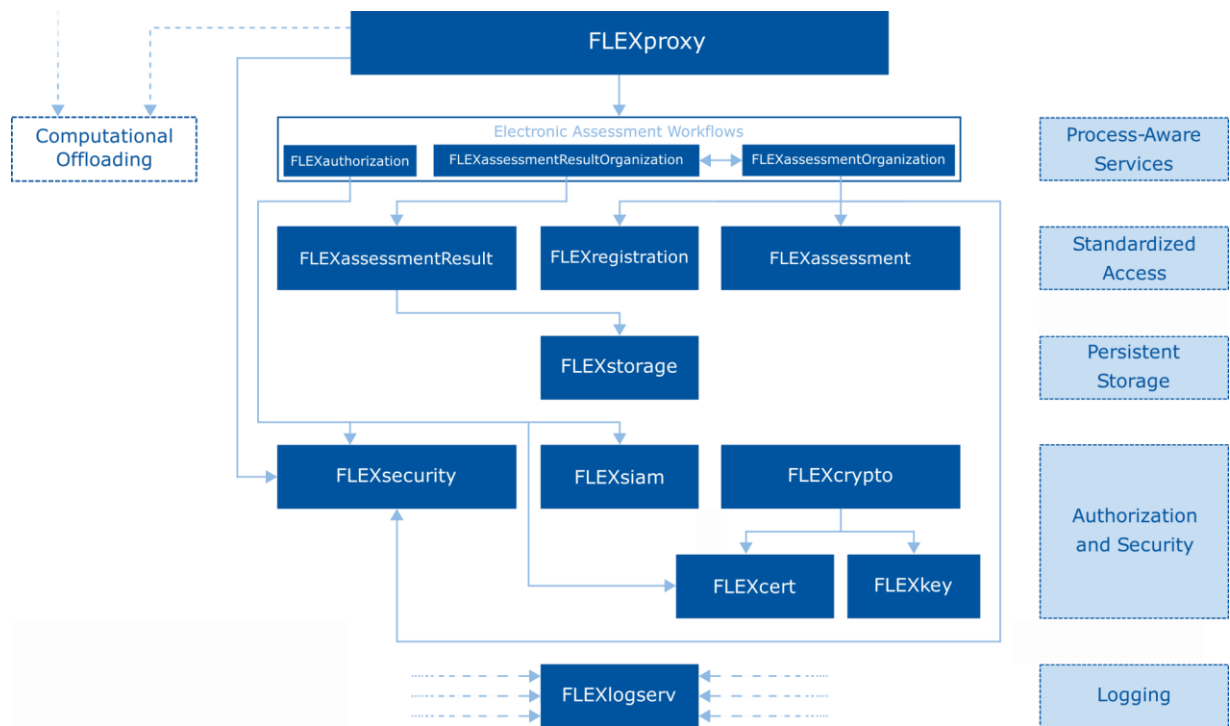 FLEXproxy
Computational
Offloading
Electronic Assessment Workflows
FLEXauthorization
FLEXassessmentResultOrganization
FLEXassessmentOrganization
Process-Aware
Services
FLEXassessmentResult
FLEXregistration
FLEXassessment
Standardized
Access
FLEXstorage
Persistent
Storage
FLEXsecurity
FLEXsiam
FLEXcrypto
FLEXcert
FLEXkey
Authorization
and Security
FLEXlogserv
Logging